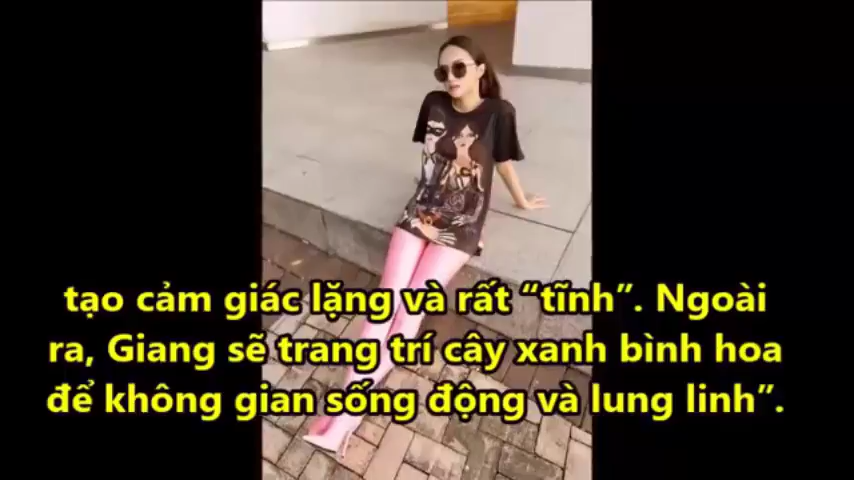 tạo cảm giác lặng và rất “tĩnh”. Ngoài
ra, Giang sẽ trang trí cây xanh bình hoa
để không gian sống động và lung linh”.